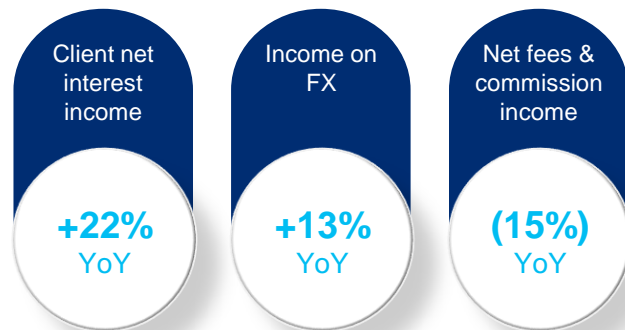 Client net
interest
income
+22%
YoY
Income on
FX
+13%
YoY
Net fees &
commission
income
(15%)
YoY